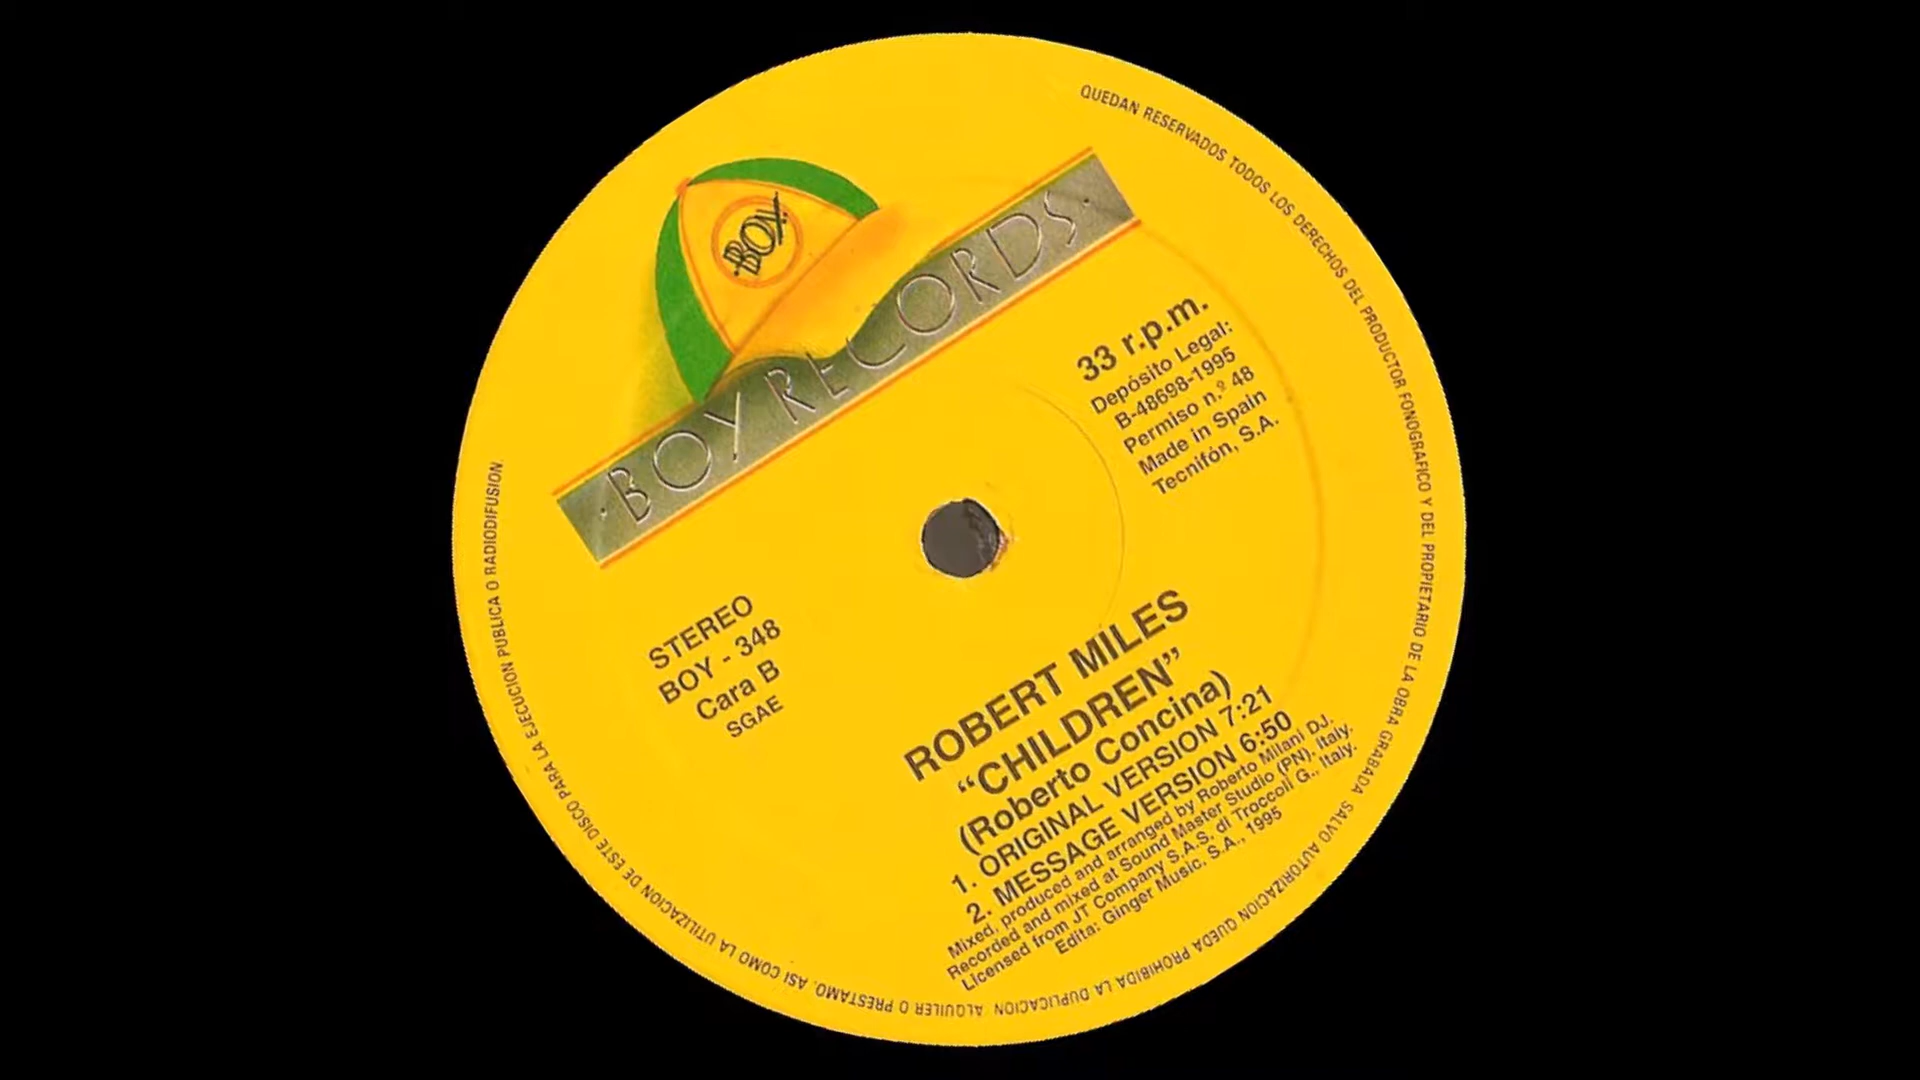 BOY
· BOY RECORDS ·
33 r.p.m.
Depósito Legal:
B-48698-1995
Permiso n.º 48
Made in Spain
Tecnifón, S.A.
STEREO
BOY - 348
Cara B
SGAE
ROBERT MILES
“CHILDREN”
(Roberto Concina)
1. ORIGINAL VERSION 7:21
2. MESSAGE VERSION 6:50
Mixed, produced and arranged by Roberto Milani DJ.
Recorded and mixed at Sound Master Studio (PN). Italy.
Licensed from JT Company S.A.S. di Troccoli G., Italy.
Edita: Ginger Music, S.A., 1995
QUEDAN RESERVADOS TODOS LOS DERECHOS DEL PRODUCTOR FONOGRAFICO Y DEL PROPIETARIO DE LA OBRA GRABADA. SALVO AUTORIZACION QUEDA PROHIBIDA LA DUPLICACION. ALQUILER O PRESTAMO, ASI COMO LA UTILIZACION DE ESTE DISCO PARA LA EJECUCION PUBLICA O RADIODIFUSION.